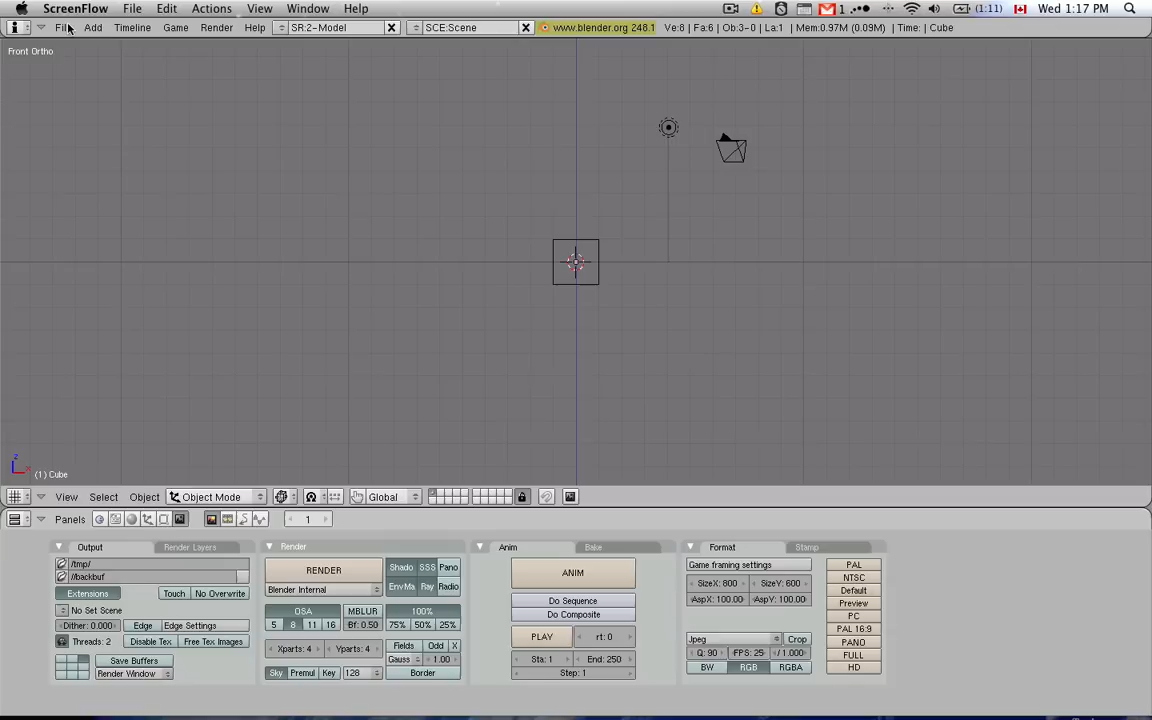 ScreenFlow File Edit Actions View Window Help 1 (1:11) Wed 1:17 PM
File Add Timeline Game Render Help SR:2-Model SCE:Scene www.blender.org 248.1 Ve:8 | Fa:6 | Ob:3-0 | La:1 | Mem:0.97M (0.09M) | Time: | Cube
Front Ortho
z
x
(1) Cube
View Select Object Object Mode Global
Panels 1
Output Render Layers Render Anim Bake Format Stamp
/tmp/
//backbuf
Extensions Touch No Overwrite
No Set Scene
Dither: 0.000 Edge Edge Settings
Threads: 2 Disable Tex Free Tex Images
Save Buffers
Render Window
RENDER
Blender Internal
Shado SSS Pano
EnvMa Ray Radio
OSA MBLUR 100%
5 8 11 16 Bf: 0.50 75% 50% 25%
Xparts: 4 Yparts: 4 Fields Odd X
Gauss 1.00
Sky Premul Key 128 Border
ANIM
Do Sequence
Do Composite
PLAY rt: 0
Sta: 1 End: 250
Step: 1
Game framing settings
SizeX: 800 SizeY: 600
AspX: 100.00 AspY: 100.00
Jpeg Crop
Q: 90 FPS: 25 / 1.000
BW RGB RGBA
PAL
NTSC
Default
Preview
PC
PAL 16:9
PANO
FULL
HD